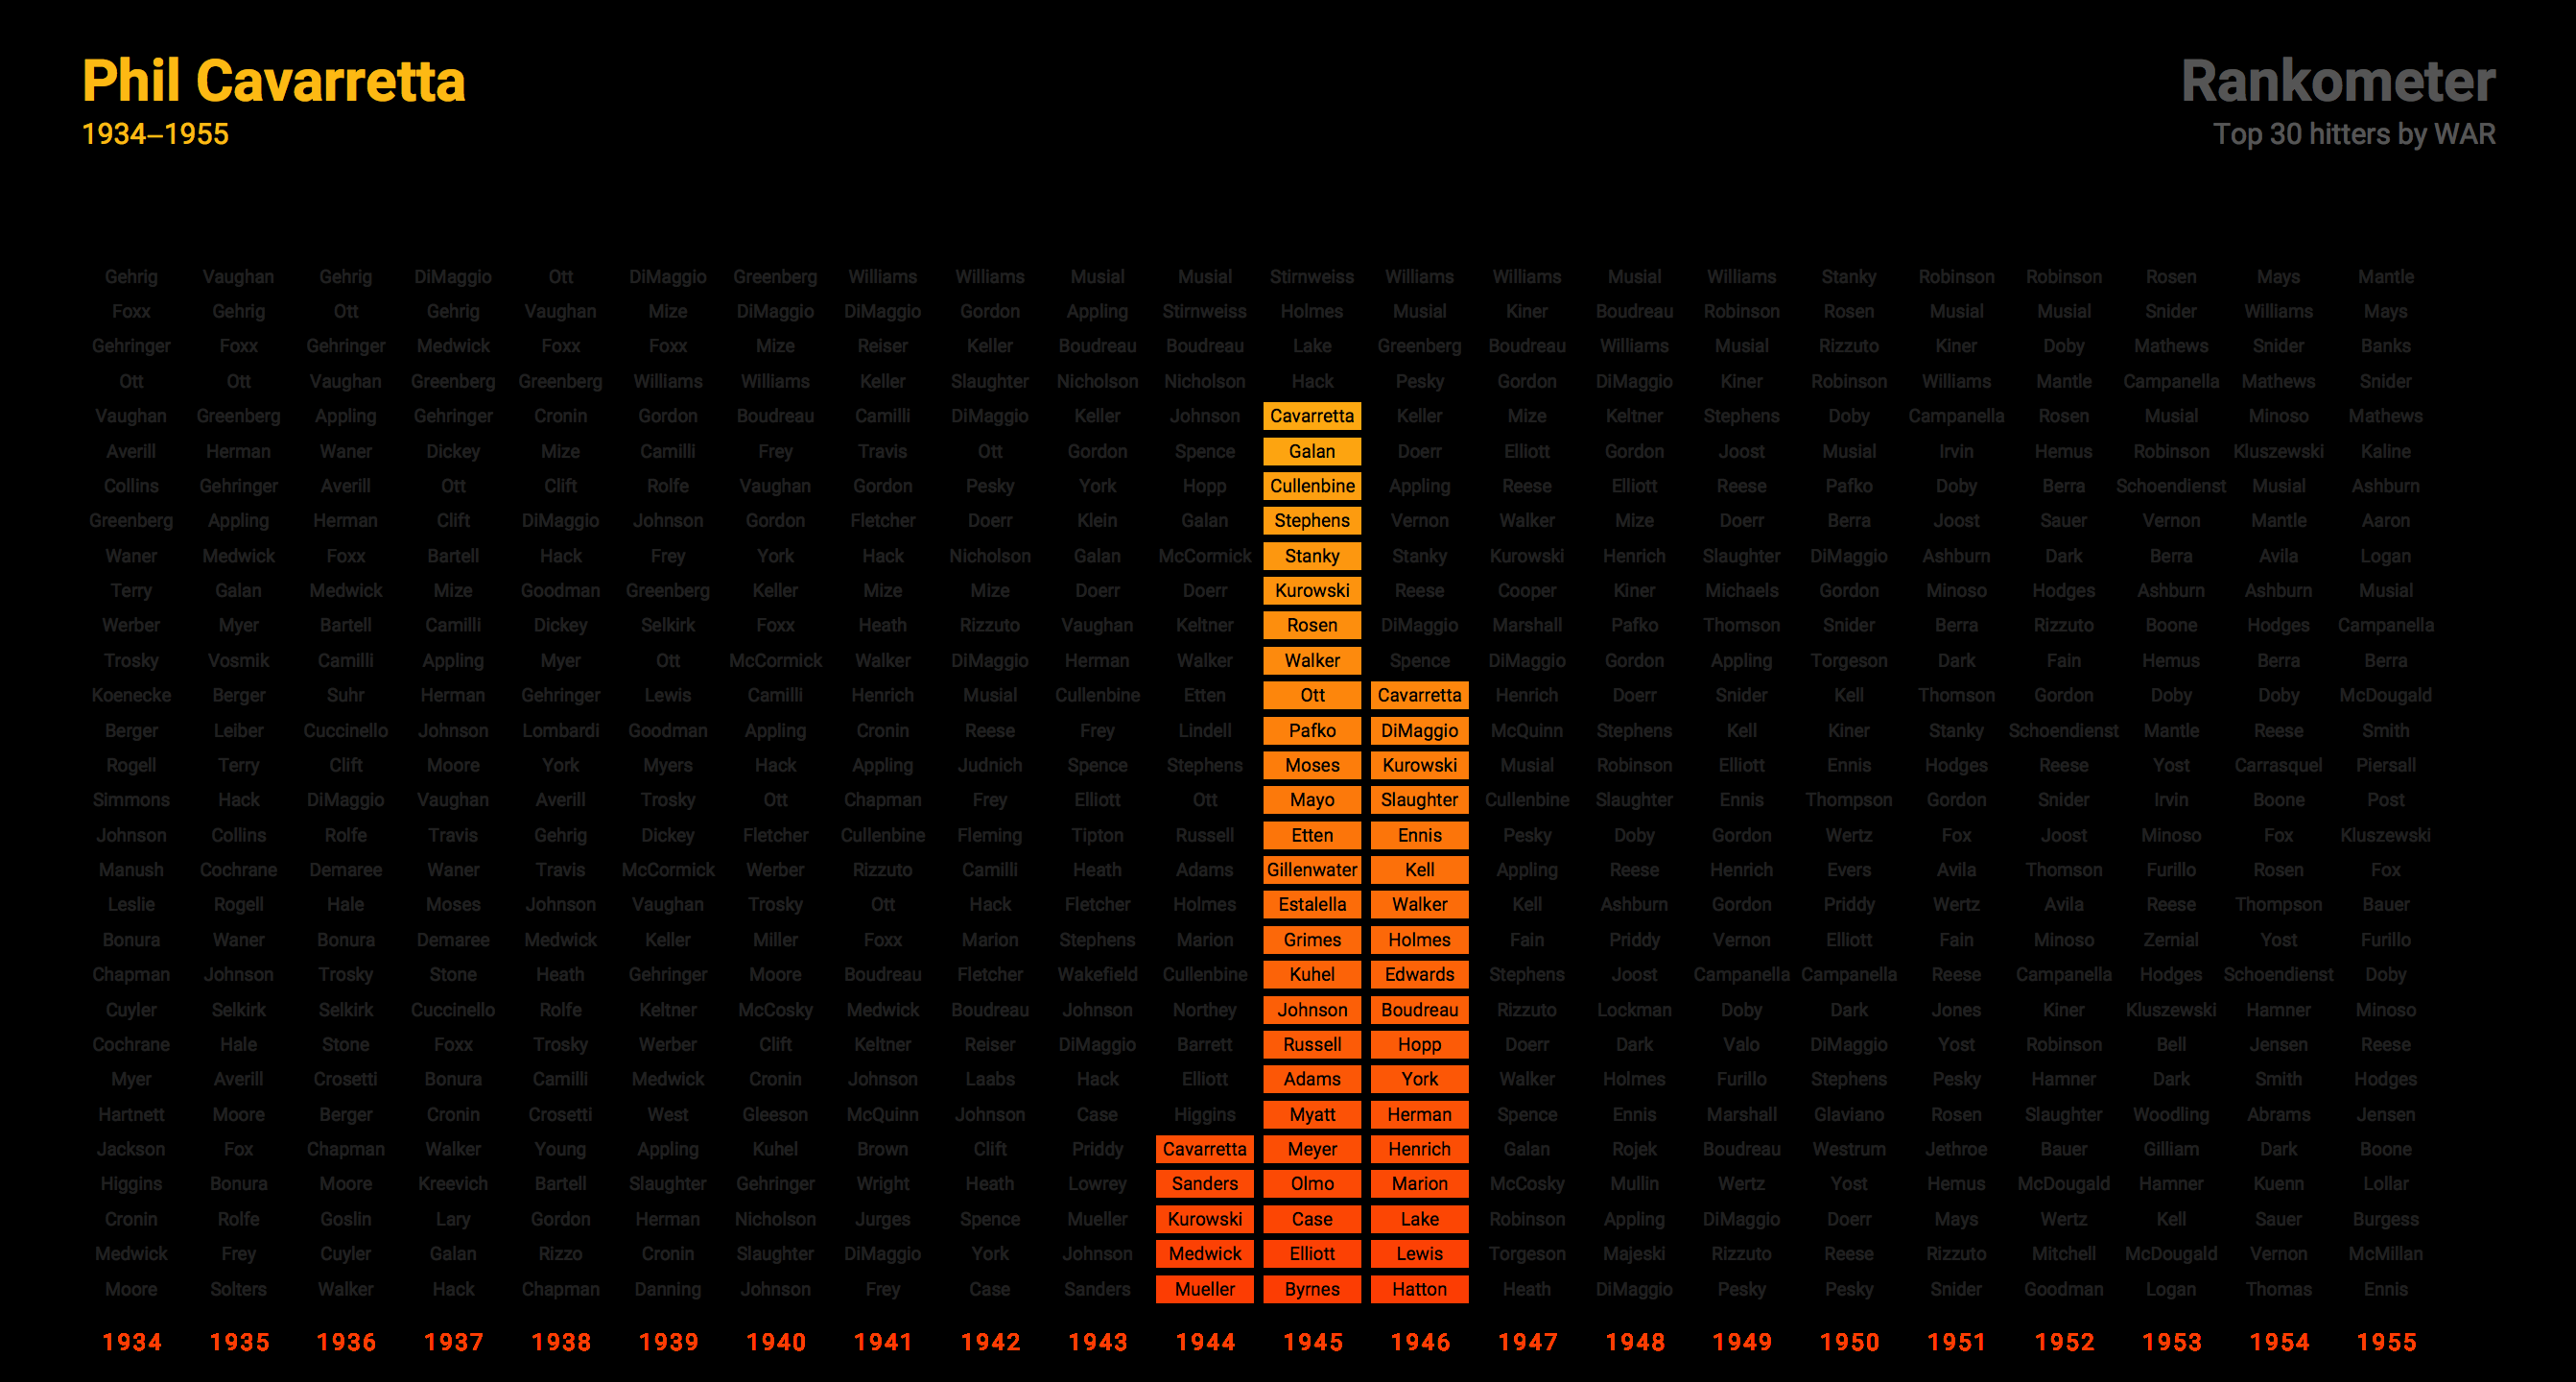 Phil Cavarretta
1934–1955
Rankometer
Top 30 hitters by WAR
Gehrig Vaughan Gehrig DiMaggio Ott DiMaggio Greenberg Williams Williams Musial Musial Stirnweiss Williams Williams Musial Williams Stanky Robinson Robinson Rosen Mays Mantle
Foxx Gehrig Ott Gehrig Vaughan Mize DiMaggio DiMaggio Gordon Appling Stirnweiss Holmes Musial Kiner Boudreau Robinson Rosen Musial Musial Snider Williams Mays
Gehringer Foxx Gehringer Medwick Foxx Foxx Mize Reiser Keller Boudreau Boudreau Lake Greenberg Boudreau Williams Musial Rizzuto Kiner Doby Mathews Snider Banks
Ott Ott Vaughan Greenberg Greenberg Williams Williams Keller Slaughter Nicholson Nicholson Hack Pesky Gordon DiMaggio Kiner Robinson Williams Mantle Campanella Mathews Snider
Vaughan Greenberg Appling Gehringer Cronin Gordon Boudreau Camilli DiMaggio Keller Johnson Cavarretta Keller Mize Keltner Stephens Doby Campanella Rosen Musial Minoso Mathews
Averill Herman Waner Dickey Mize Camilli Frey Travis Ott Gordon Spence Galan Doerr Elliott Gordon Joost Musial Irvin Hemus Robinson Kluszewski Kaline
Collins Gehringer Averill Ott Clift Rolfe Vaughan Gordon Pesky York Hopp Cullenbine Appling Reese Elliott Reese Pafko Doby Berra Schoendienst Musial Ashburn
Greenberg Appling Herman Clift DiMaggio Johnson Gordon Fletcher Doerr Klein Galan Stephens Vernon Walker Mize Doerr Berra Joost Sauer Vernon Mantle Aaron
Waner Medwick Foxx Bartell Hack Frey York Hack Nicholson Galan McCormick Stanky Stanky Kurowski Henrich Slaughter DiMaggio Ashburn Dark Berra Avila Logan
Terry Galan Medwick Mize Goodman Greenberg Keller Mize Mize Doerr Doerr Kurowski Reese Cooper Kiner Michaels Gordon Minoso Hodges Ashburn Ashburn Musial
Werber Myer Bartell Camilli Dickey Selkirk Foxx Heath Rizzuto Vaughan Keltner Rosen DiMaggio Marshall Pafko Thomson Snider Berra Rizzuto Boone Hodges Campanella
Trosky Vosmik Camilli Appling Myer Ott McCormick Walker DiMaggio Herman Walker Walker Spence DiMaggio Gordon Appling Torgeson Dark Fain Hemus Berra Berra
Koenecke Berger Suhr Herman Gehringer Lewis Camilli Henrich Musial Cullenbine Etten Ott Cavarretta Henrich Doerr Snider Kell Thomson Gordon Doby Doby McDougald
Berger Leiber Cuccinello Johnson Lombardi Goodman Appling Cronin Reese Frey Lindell Pafko DiMaggio McQuinn Stephens Kell Kiner Stanky Schoendienst Mantle Reese Smith
Rogell Terry Clift Moore York Myers Hack Appling Judnich Spence Stephens Moses Kurowski Musial Robinson Elliott Ennis Hodges Reese Yost Carrasquel Piersall
Simmons Hack DiMaggio Vaughan Averill Trosky Ott Chapman Frey Elliott Ott Mayo Slaughter Cullenbine Slaughter Ennis Thompson Gordon Snider Irvin Boone Post
Johnson Collins Rolfe Travis Gehrig Dickey Fletcher Cullenbine Fleming Tipton Russell Etten Ennis Pesky Doby Gordon Wertz Fox Joost Minoso Fox Kluszewski
Manush Cochrane Demaree Waner Travis McCormick Werber Rizzuto Camilli Heath Adams Gillenwater Kell Appling Reese Henrich Evers Avila Thomson Furillo Rosen Fox
Leslie Rogell Hale Moses Johnson Vaughan Trosky Ott Hack Fletcher Holmes Estalella Walker Kell Ashburn Gordon Priddy Wertz Avila Reese Thompson Bauer
Bonura Waner Bonura Demaree Medwick Keller Miller Foxx Marion Stephens Marion Grimes Holmes Fain Priddy Vernon Elliott Fain Minoso Zernial Yost Furillo
Chapman Johnson Trosky Stone Heath Gehringer Moore Boudreau Fletcher Wakefield Cullenbine Kuhel Edwards Stephens Joost Campanella Campanella Reese Campanella Hodges Schoendienst Doby
Cuyler Selkirk Selkirk Cuccinello Rolfe Keltner McCosky Medwick Boudreau Johnson Northey Johnson Boudreau Rizzuto Lockman Doby Dark Jones Kiner Kluszewski Hamner Minoso
Cochrane Hale Stone Foxx Trosky Werber Clift Keltner Reiser DiMaggio Barrett Russell Hopp Doerr Dark Valo DiMaggio Yost Robinson Bell Jensen Reese
Myer Averill Crosetti Bonura Camilli Medwick Cronin Johnson Laabs Hack Elliott Adams York Walker Holmes Furillo Stephens Pesky Hamner Dark Smith Hodges
Hartnett Moore Berger Cronin Crosetti West Gleeson McQuinn Johnson Case Higgins Myatt Herman Spence Ennis Marshall Glaviano Rosen Slaughter Woodling Abrams Jensen
Jackson Fox Chapman Walker Young Appling Kuhel Brown Clift Priddy Cavarretta Meyer Henrich Galan Rojek Boudreau Westrum Jethroe Bauer Gilliam Dark Boone
Higgins Bonura Moore Kreevich Bartell Slaughter Gehringer Wright Heath Lowrey Sanders Olmo Marion McCosky Mullin Wertz Yost Hemus McDougald Hamner Kuenn Lollar
Cronin Rolfe Goslin Lary Gordon Herman Nicholson Jurges Spence Mueller Kurowski Case Lake Robinson Appling DiMaggio Doerr Mays Wertz Kell Sauer Burgess
Medwick Frey Cuyler Galan Rizzo Cronin Slaughter DiMaggio York Johnson Medwick Elliott Lewis Torgeson Majeski Rizzuto Reese Rizzuto Mitchell McDougald Vernon McMillan
Moore Solters Walker Hack Chapman Danning Johnson Frey Case Sanders Mueller Byrnes Hatton Heath DiMaggio Pesky Pesky Snider Goodman Logan Thomas Ennis
1934 1935 1936 1937 1938 1939 1940 1941 1942 1943 1944 1945 1946 1947 1948 1949 1950 1951 1952 1953 1954 1955